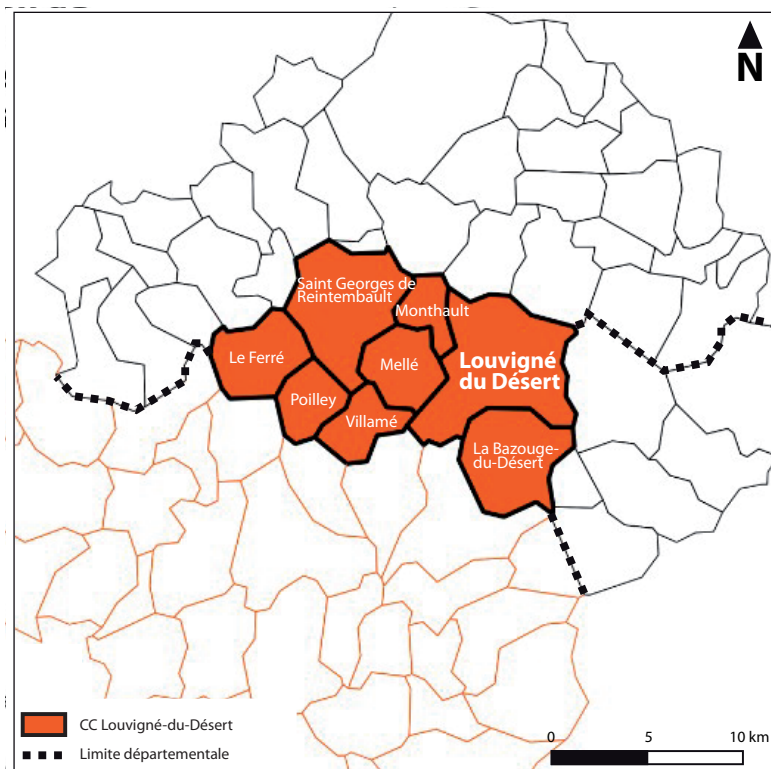 N
Saint Georges de
Reintembault
Monthault
Le Ferré
Mellé
Louvigné
du Désert
Poilley
Villamé
La Bazouge-
du-Désert
CC Louvigné-du-Désert
Limite départementale
0 5 10 km